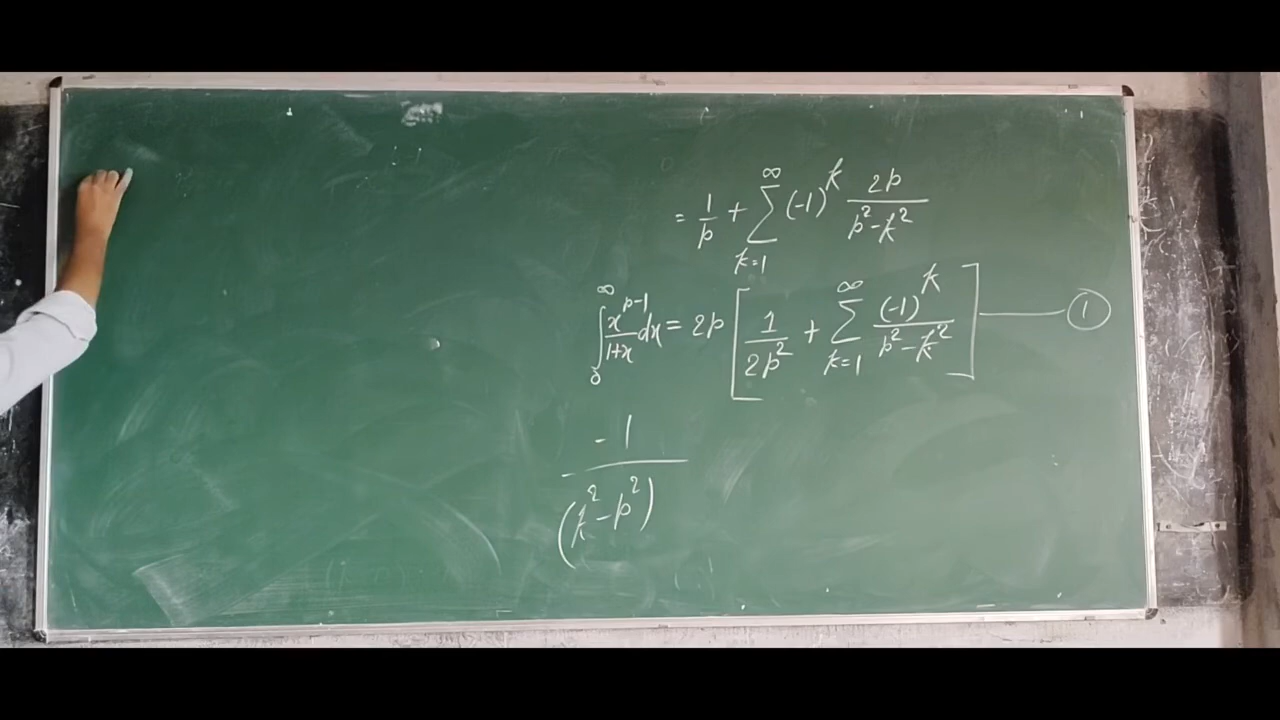 = 1/p + ∑_{k=1}^{∞} (-1)^k 2p/(p²-k²)
∫_0^∞ x^{p-1}/(1+x) dx = 2p [ 1/(2p²) + ∑_{k=1}^{∞} (-1)^k/(p²-k²) ] —— ①
-1/(k²-p²)